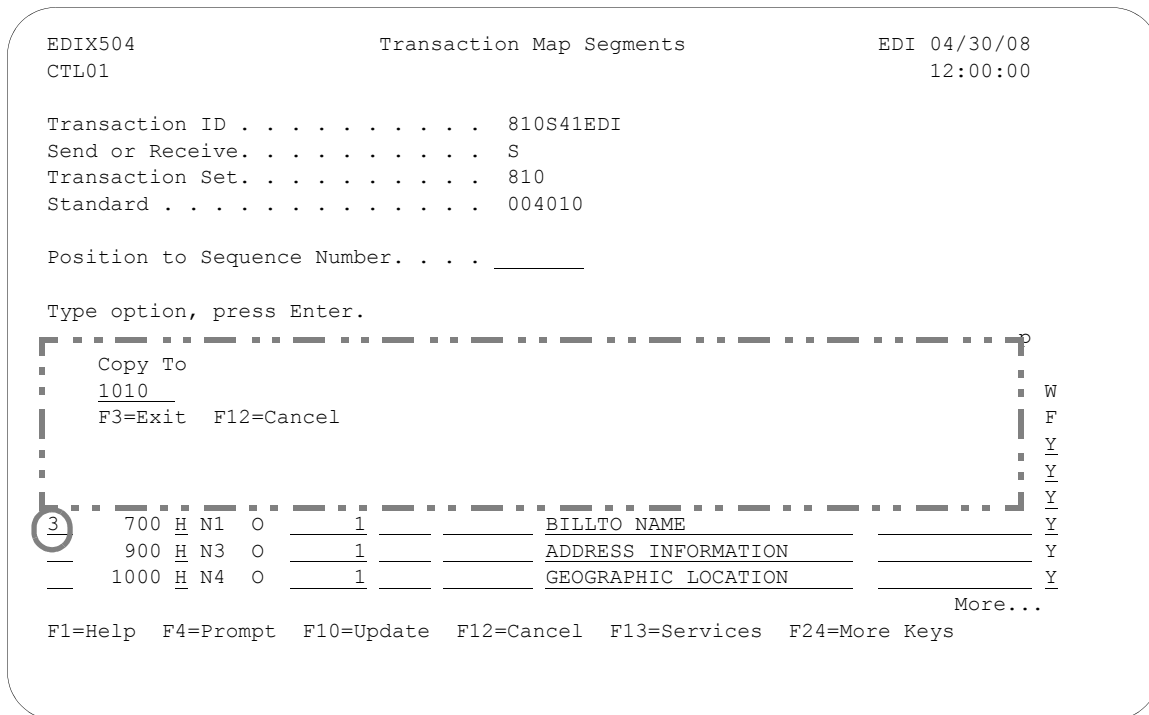 EDIX504 Transaction Map Segments EDI 04/30/08
CTL01 12:00:00
Transaction ID . . . . . . . . . . 810S41EDI
Send or Receive. . . . . . . . . . S
Transaction Set. . . . . . . . . . 810
Standard . . . . . . . . . . . . . 004010
Position to Sequence Number. . . .
Type option, press Enter.
p
Copy To
1010 W
F3=Exit F12=Cancel F
Y
Y
Y
3 700 H N1 O 1 BILLTO NAME Y
900 H N3 O 1 ADDRESS INFORMATION Y
1000 H N4 O 1 GEOGRAPHIC LOCATION Y
More...
F1=Help F4=Prompt F10=Update F12=Cancel F13=Services F24=More Keys